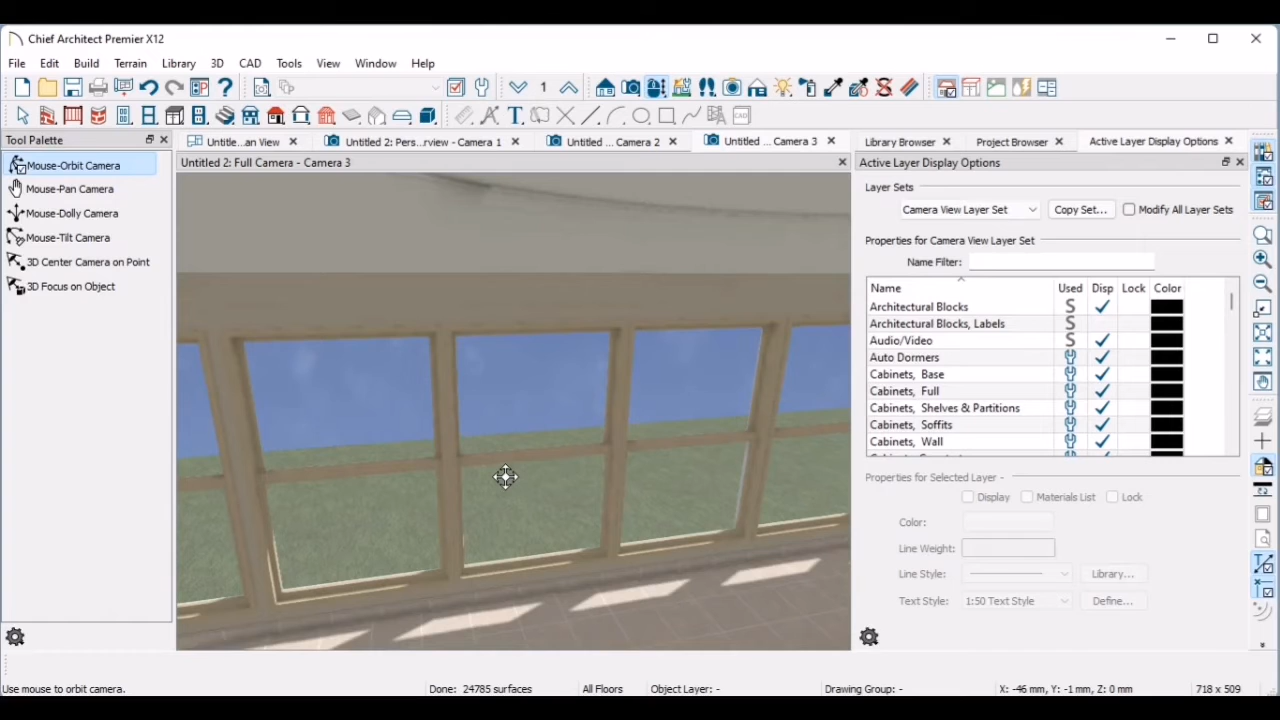 Chief Architect Premier X12
File Edit Build Terrain Library 3D CAD Tools View Window Help
1
Tool Palette
Untitle...an View Untitled 2: Pers...rview - Camera 1 Untitled ... Camera 2 Untitled ... Camera 3 Library Browser Project Browser Active Layer Display Options
Untitled 2: Full Camera - Camera 3
Active Layer Display Options
Mouse-Orbit Camera
Mouse-Pan Camera
Mouse-Dolly Camera
Mouse-Tilt Camera
3D Center Camera on Point
3D Focus on Object
Layer Sets
Camera View Layer Set Copy Set... Modify All Layer Sets
Properties for Camera View Layer Set
Name Filter:
Name Used Disp Lock Color
Architectural Blocks S
Architectural Blocks, Labels S
Audio/Video S
Auto Dormers
Cabinets, Base
Cabinets, Full
Cabinets, Shelves & Partitions
Cabinets, Soffits
Cabinets, Wall
Properties for Selected Layer -
Display Materials List Lock
Color:
Line Weight:
Line Style: Library...
Text Style: 1:50 Text Style Define...
Use mouse to orbit camera. Done: 24785 surfaces All Floors Object Layer: - Drawing Group: - X: -46 mm, Y: -1 mm, Z: 0 mm 718 x 509